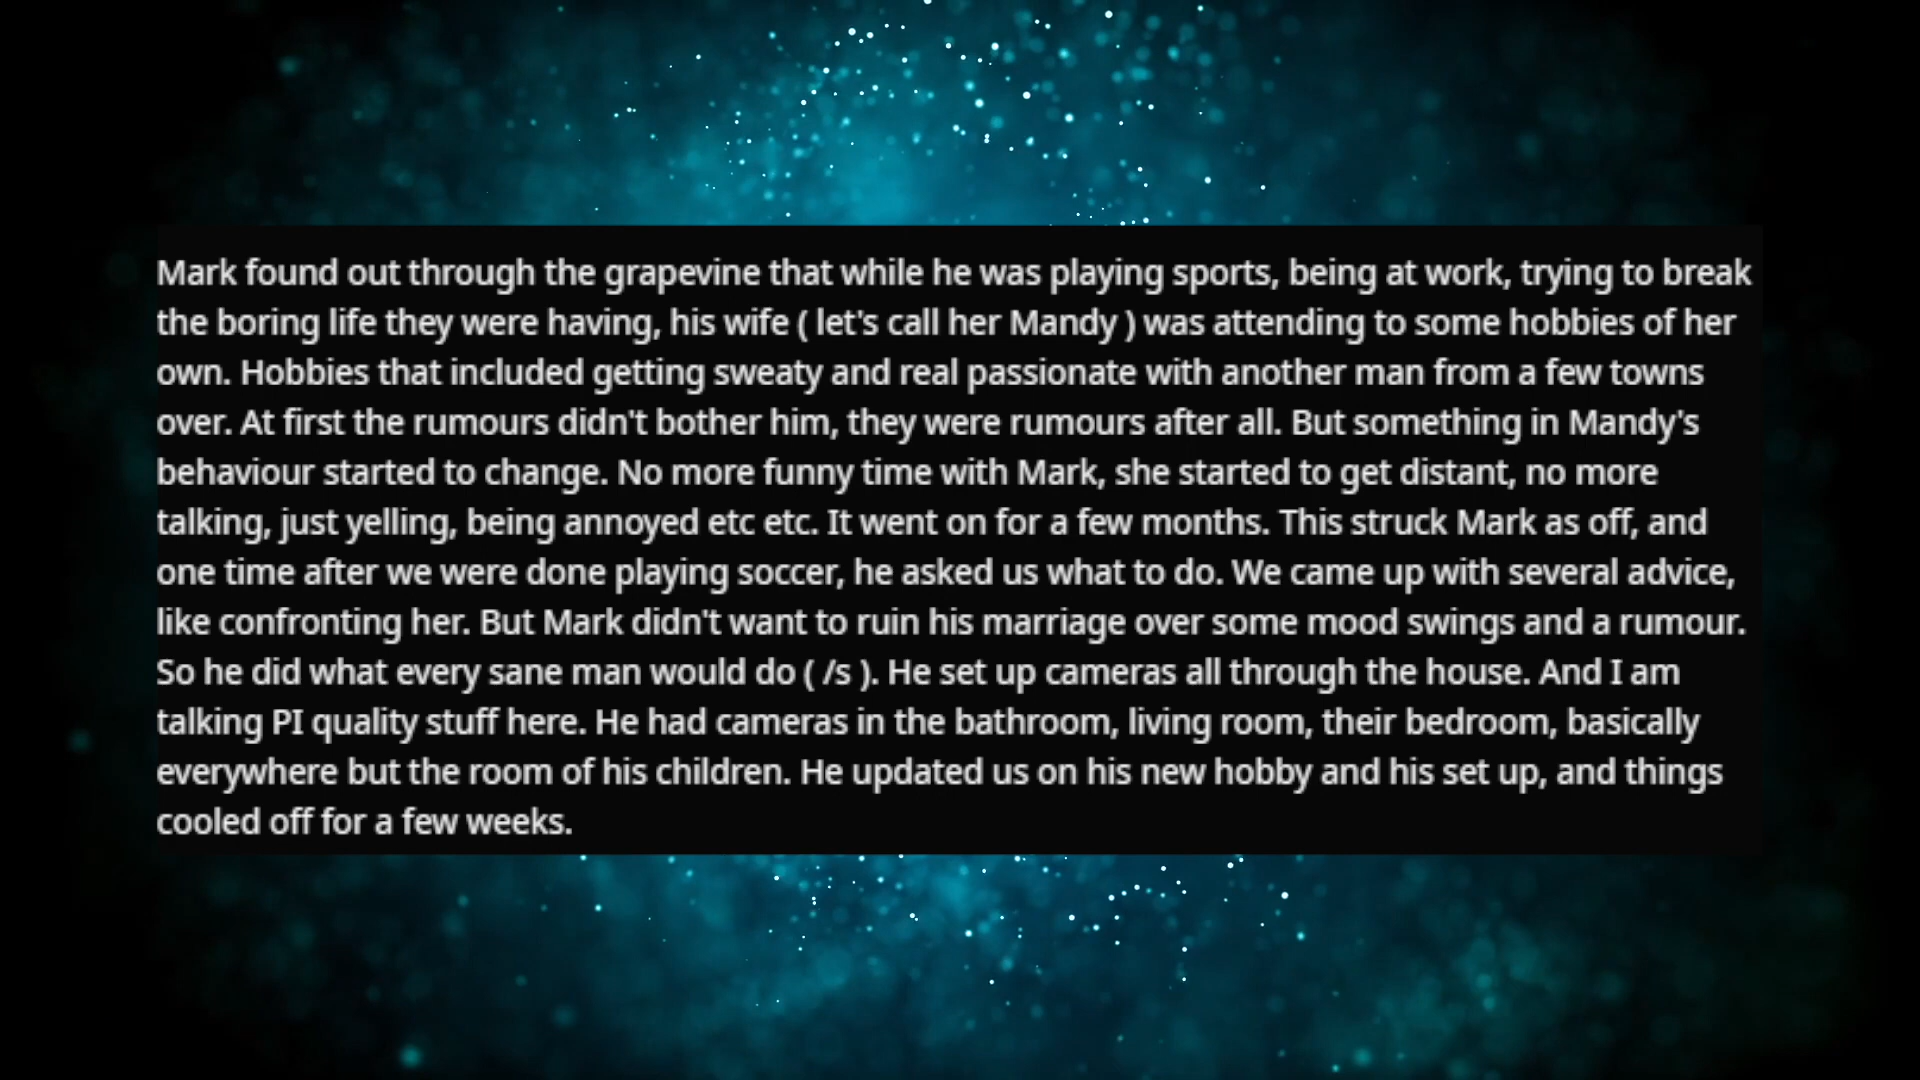 Mark found out through the grapevine that while he was playing sports, being at work, trying to break
the boring life they were having, his wife ( let's call her Mandy ) was attending to some hobbies of her
own. Hobbies that included getting sweaty and real passionate with another man from a few towns
over. At first the rumours didn't bother him, they were rumours after all. But something in Mandy's
behaviour started to change. No more funny time with Mark, she started to get distant, no more
talking, just yelling, being annoyed etc etc. It went on for a few months. This struck Mark as off, and
one time after we were done playing soccer, he asked us what to do. We came up with several advice,
like confronting her. But Mark didn't want to ruin his marriage over some mood swings and a rumour.
So he did what every sane man would do ( /s ). He set up cameras all through the house. And I am
talking PI quality stuff here. He had cameras in the bathroom, living room, their bedroom, basically
everywhere but the room of his children. He updated us on his new hobby and his set up, and things
cooled off for a few weeks.